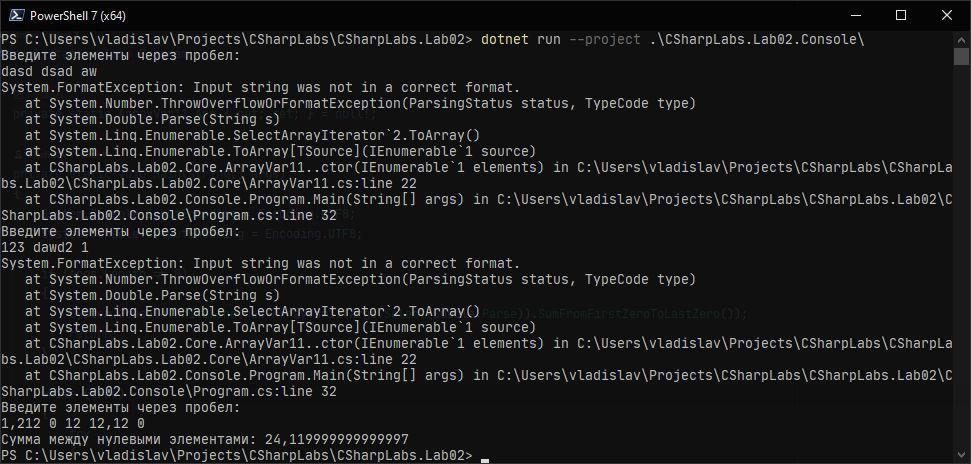 PowerShell 7 (x64)
PS C:\Users\vladislav\Projects\CSharpLabs\CSharpLabs.Lab02> dotnet run --project .\CSharpLabs.Lab02.Console\
Введите элементы через пробел:
dasd dsad aw
System.FormatException: Input string was not in a correct format.
   at System.Number.ThrowOverflowOrFormatException(ParsingStatus status, TypeCode type)
   at System.Double.Parse(String s)
   at System.Linq.Enumerable.SelectArrayIterator`2.ToArray()
   at System.Linq.Enumerable.ToArray[TSource](IEnumerable`1 source)
   at CSharpLabs.Lab02.Core.ArrayVar11..ctor(IEnumerable`1 elements) in C:\Users\vladislav\Projects\CSharpLabs\CSharpLa
bs.Lab02\CSharpLabs.Lab02.Core\ArrayVar11.cs:line 22
   at CSharpLabs.Lab02.Console.Program.Main(String[] args) in C:\Users\vladislav\Projects\CSharpLabs\CSharpLabs.Lab02\C
SharpLabs.Lab02.Console\Program.cs:line 32
Введите элементы через пробел:
123 dawd2 1
System.FormatException: Input string was not in a correct format.
   at System.Number.ThrowOverflowOrFormatException(ParsingStatus status, TypeCode type)
   at System.Double.Parse(String s)
   at System.Linq.Enumerable.SelectArrayIterator`2.ToArray()
   at System.Linq.Enumerable.ToArray[TSource](IEnumerable`1 source)
   at CSharpLabs.Lab02.Core.ArrayVar11..ctor(IEnumerable`1 elements) in C:\Users\vladislav\Projects\CSharpLabs\CSharpLa
bs.Lab02\CSharpLabs.Lab02.Core\ArrayVar11.cs:line 22
   at CSharpLabs.Lab02.Console.Program.Main(String[] args) in C:\Users\vladislav\Projects\CSharpLabs\CSharpLabs.Lab02\C
SharpLabs.Lab02.Console\Program.cs:line 32
Введите элементы через пробел:
1,212 0 12 12,12 0
Сумма между нулевыми элементами: 24,119999999999997
PS C:\Users\vladislav\Projects\CSharpLabs\CSharpLabs.Lab02>